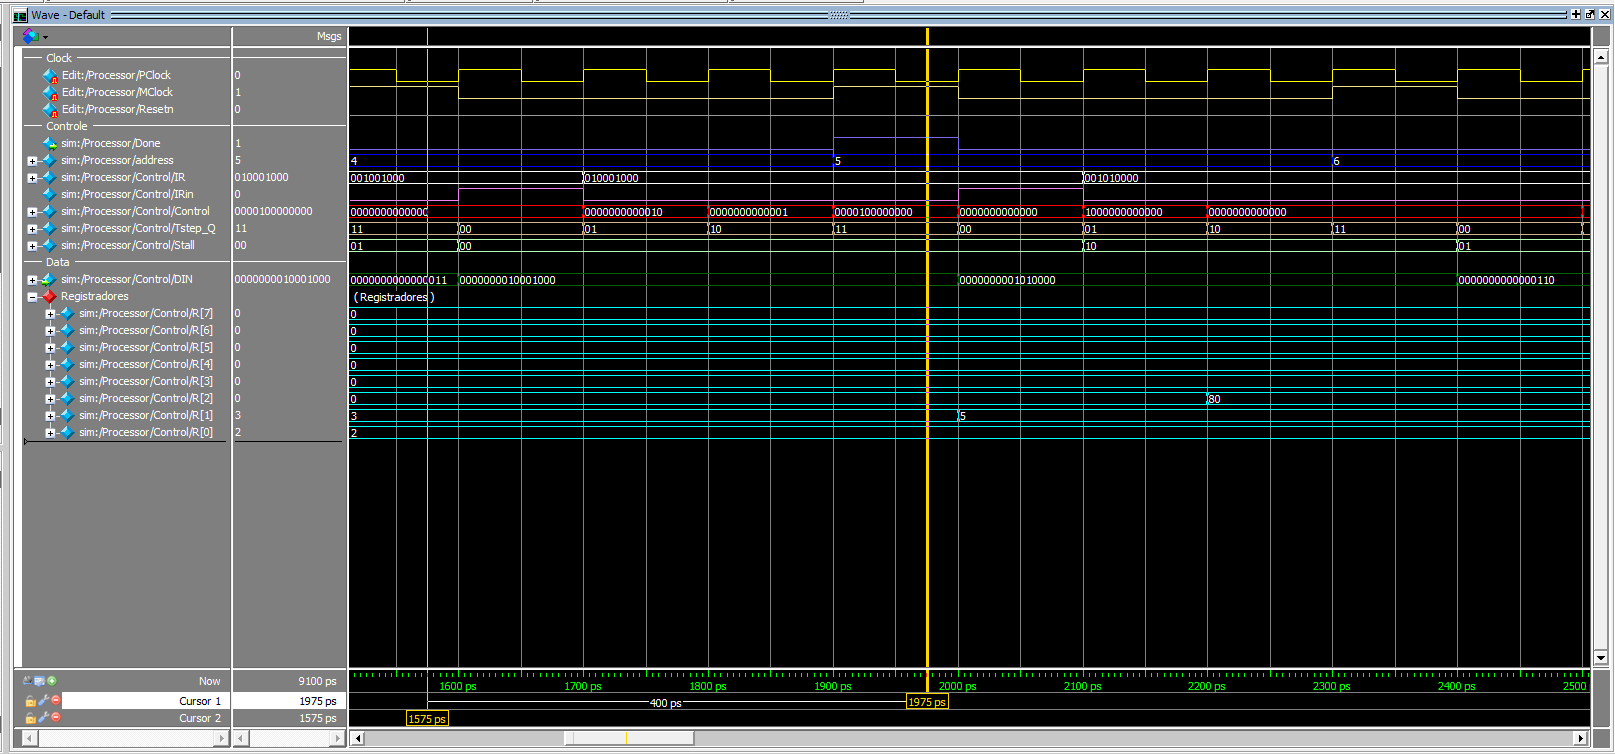 Wave - Default
Msgs
Clock
Edit:/Processor/PClock 0
Edit:/Processor/MClock 1
Edit:/Processor/Resetn 0
Controle
sim:/Processor/Done 1
sim:/Processor/address 5 4 5 6
sim:/Processor/Control/IR 010001000 001001000 010001000 001010000
sim:/Processor/Control/IRin 0
sim:/Processor/Control/Control 0000100000000 0000000000000 0000000000010 0000000000001 0000100000000 0000000000000 1000000000000 0000000000000
sim:/Processor/Control/Tstep_Q 11 11 00 01 10 11 00 01 10 11 00
sim:/Processor/Control/Stall 00 01 00 10 01
Data
sim:/Processor/Control/DIN 0000000010001000 0000000000000011 0000000010001000 0000000001010000 0000000000000110
Registradores (Registradores)
sim:/Processor/Control/R[7] 0 0
sim:/Processor/Control/R[6] 0 0
sim:/Processor/Control/R[5] 0 0
sim:/Processor/Control/R[4] 0 0
sim:/Processor/Control/R[3] 0 0
sim:/Processor/Control/R[2] 0 0 80
sim:/Processor/Control/R[1] 3 3 5
sim:/Processor/Control/R[0] 2 2
Now 9100 ps 1600 ps 1700 ps 1800 ps 1900 ps 2000 ps 2100 ps 2200 ps 2300 ps 2400 ps 2500
Cursor 1 1975 ps 400 ps 1975 ps
Cursor 2 1575 ps 1575 ps